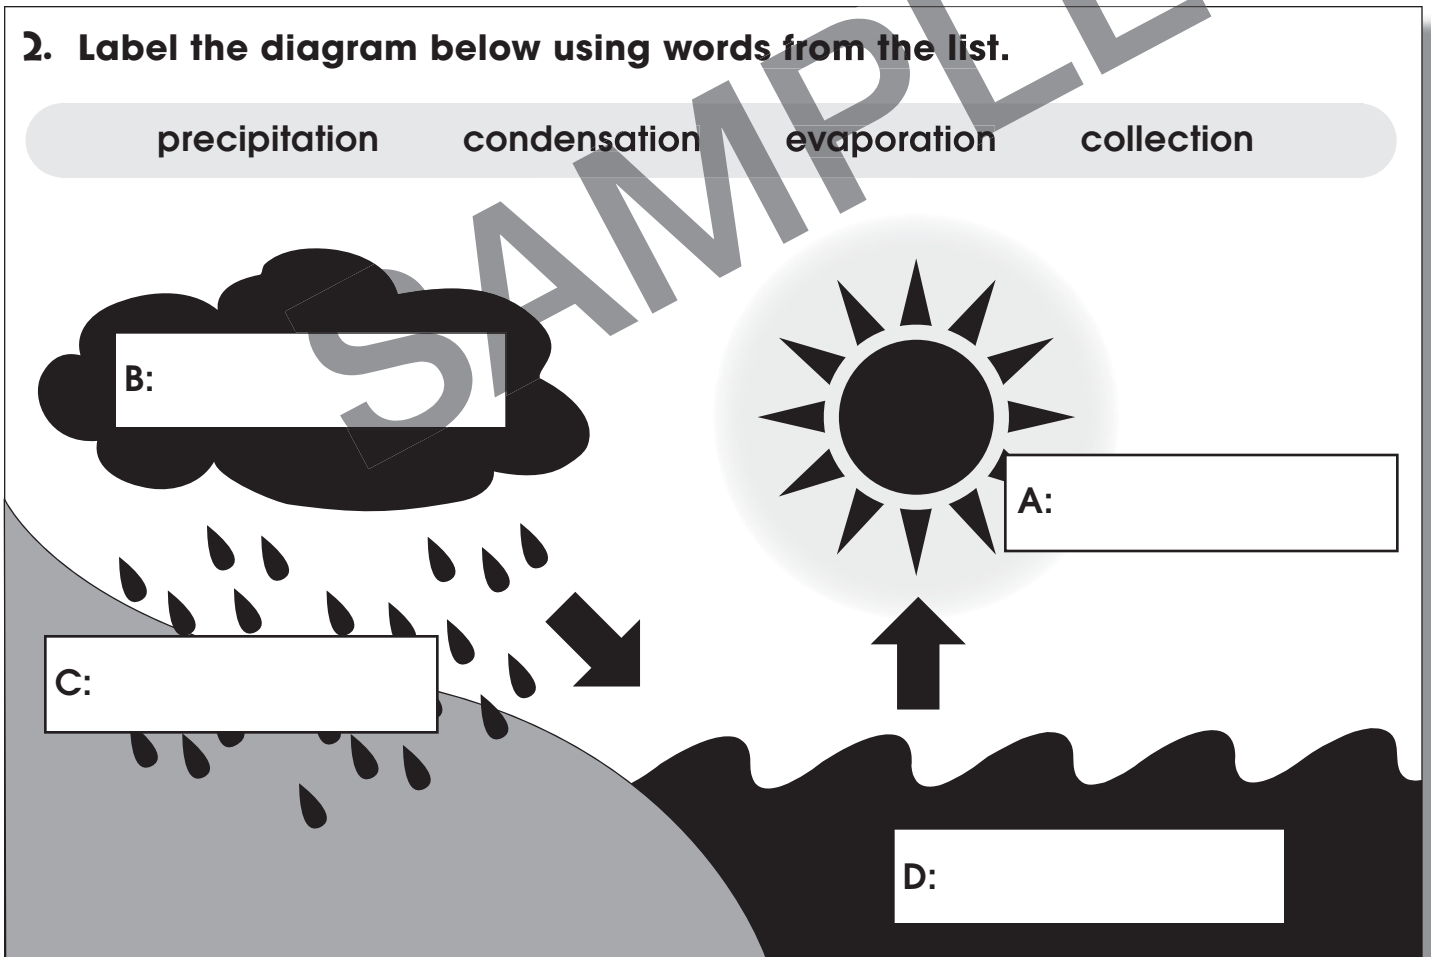 2. Label the diagram below using words from the list.
precipitation condensation evaporation collection
SAMPLE
B:
A:
C:
D: